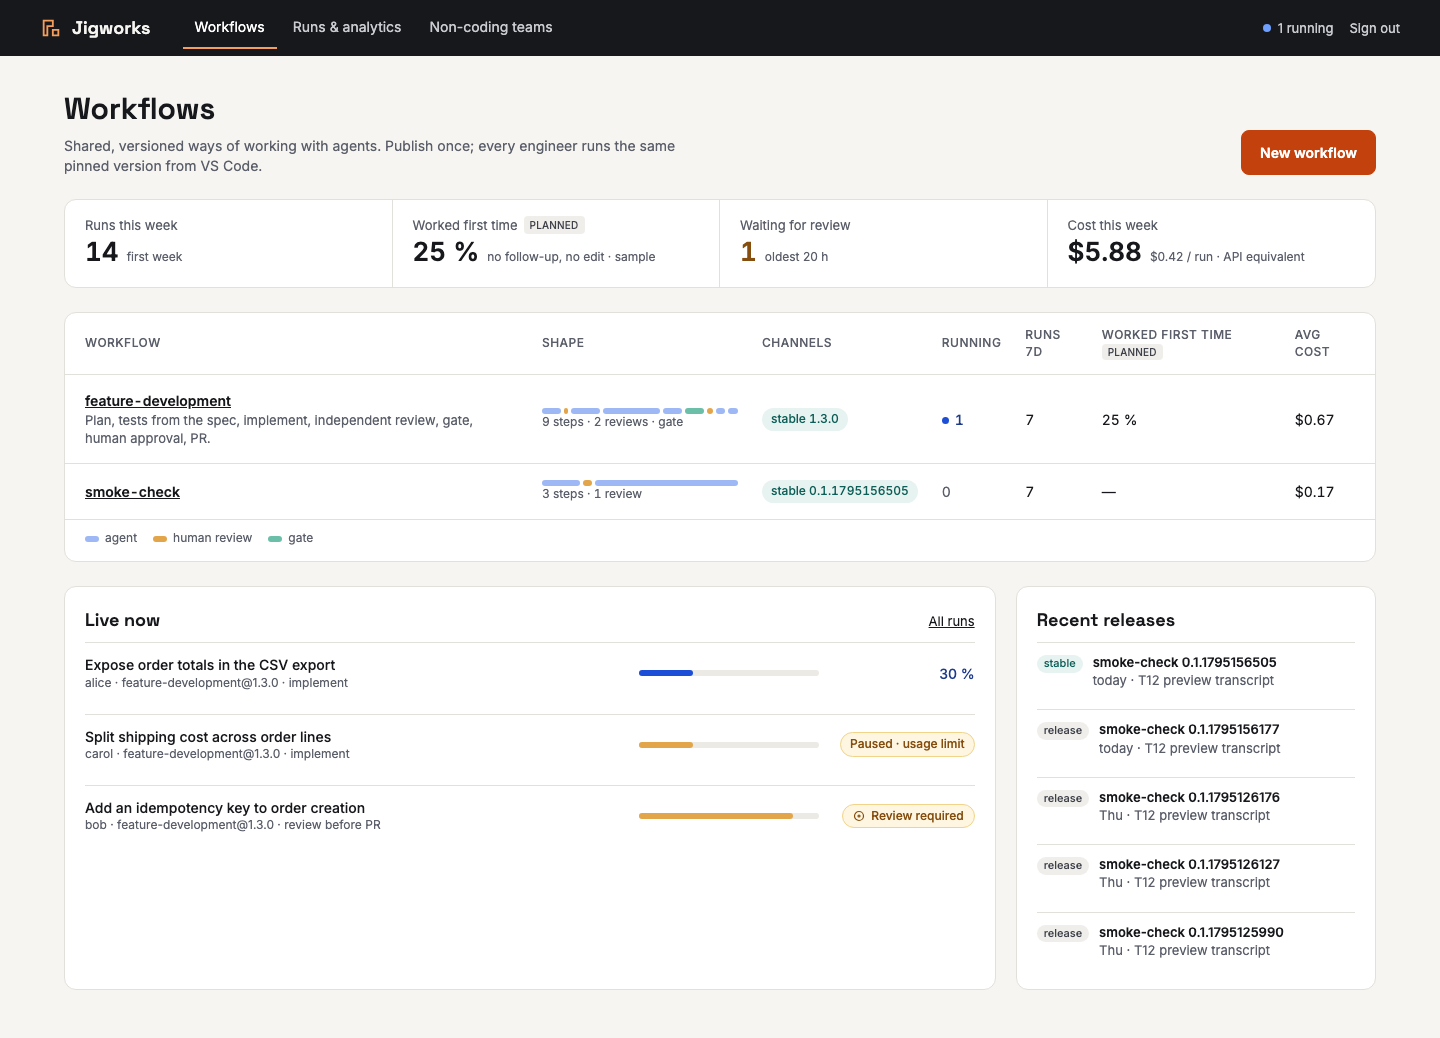 Jigworks
Workflows
Runs & analytics
Non-coding teams
1 running
Sign out
Workflows
Shared, versioned ways of working with agents. Publish once; every engineer runs the same
pinned version from VS Code.
New workflow
Runs this week
14 first week
Worked first time PLANNED
25 % no follow-up, no edit · sample
Waiting for review
1 oldest 20 h
Cost this week
$5.88 $0.42 / run · API equivalent
WORKFLOW
SHAPE
CHANNELS
RUNNING
RUNS
7D
WORKED FIRST TIME
PLANNED
AVG
COST
feature-development
Plan, tests from the spec, implement, independent review, gate,
human approval, PR.
9 steps · 2 reviews · gate
stable 1.3.0
1
7
25 %
$0.67
smoke-check
3 steps · 1 review
stable 0.1.1795156505
0
7
—
$0.17
agent
human review
gate
Live now
All runs
Expose order totals in the CSV export
alice · feature-development@1.3.0 · implement
30 %
Split shipping cost across order lines
carol · feature-development@1.3.0 · implement
Paused · usage limit
Add an idempotency key to order creation
bob · feature-development@1.3.0 · review before PR
Review required
Recent releases
stable
smoke-check 0.1.1795156505
today · T12 preview transcript
release
smoke-check 0.1.1795156177
today · T12 preview transcript
release
smoke-check 0.1.1795126176
Thu · T12 preview transcript
release
smoke-check 0.1.1795126127
Thu · T12 preview transcript
release
smoke-check 0.1.1795125990
Thu · T12 preview transcript